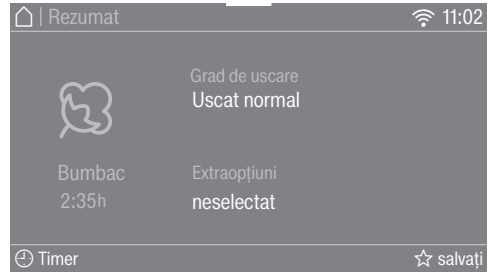 | Rezumat 11:02
Grad de uscare
Uscat normal
Bumbac
2:35h
Extraopțiuni
neselectat
Timer salvați